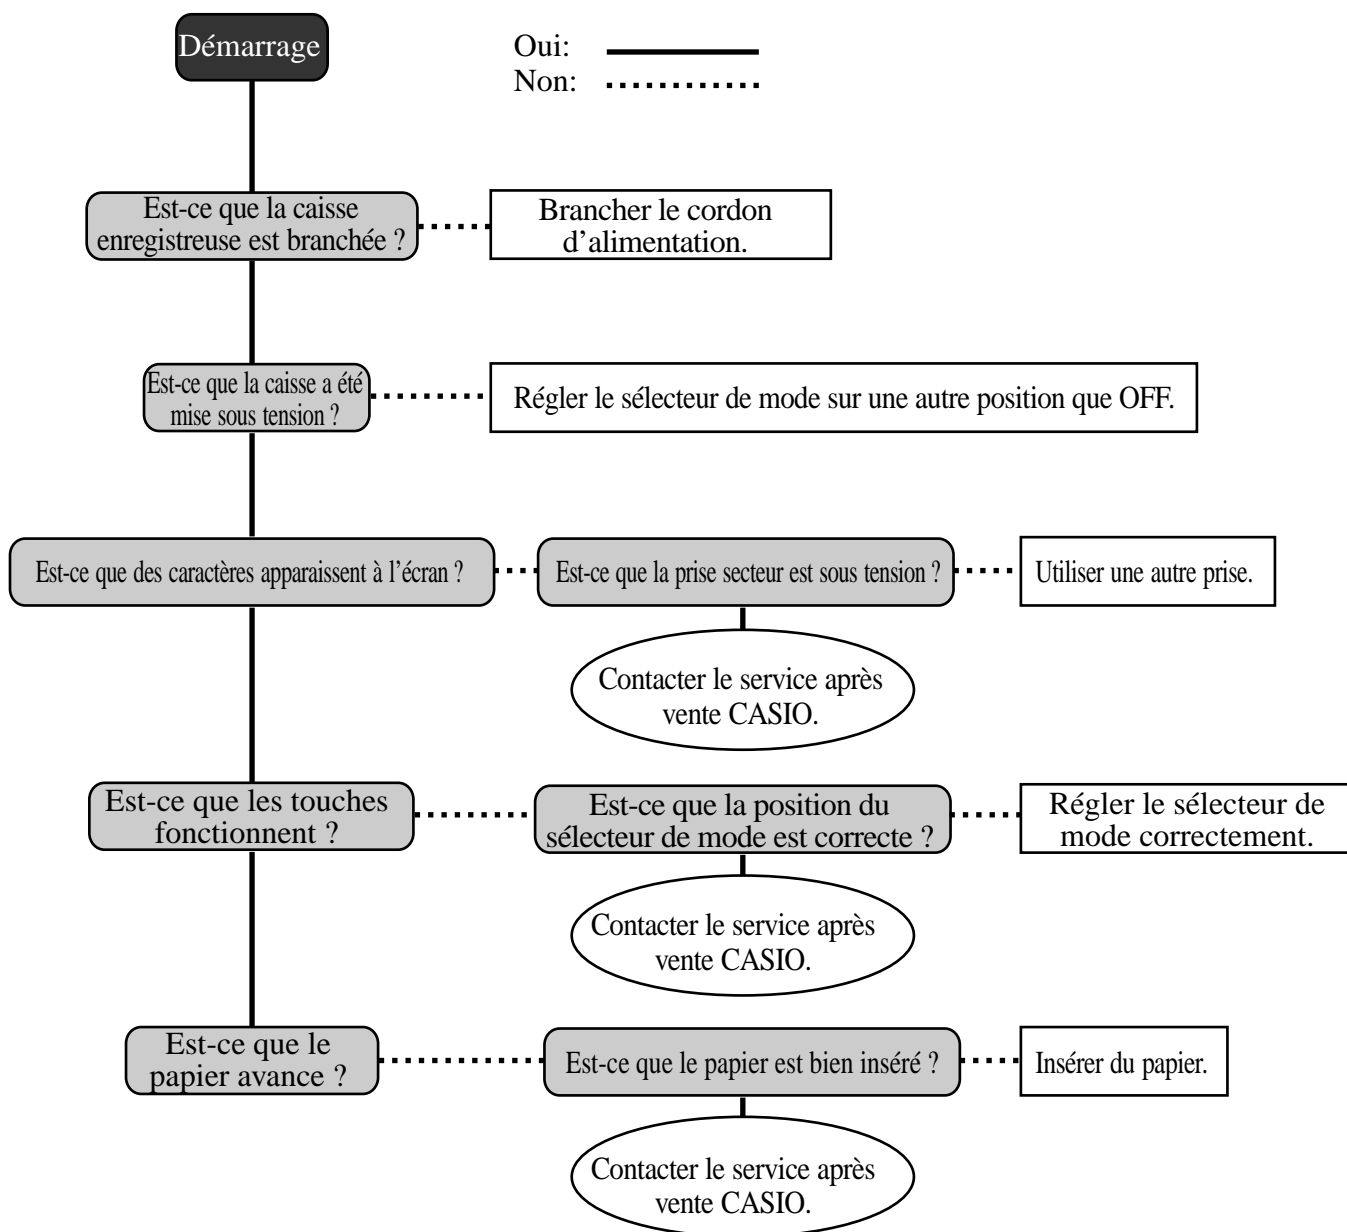 Démarrage
Oui:
Non:
Est-ce que la caisse
enregistreuse est branchée ?
Brancher le cordon
d’alimentation.
Est-ce que la caisse a été
mise sous tension ?
Régler le sélecteur de mode sur une autre position que OFF.
Est-ce que des caractères apparaissent à l’écran ?
Est-ce que la prise secteur est sous tension ?
Utiliser une autre prise.
Contacter le service après
vente CASIO.
Est-ce que les touches
fonctionnent ?
Est-ce que la position du
sélecteur de mode est correcte ?
Régler le sélecteur de
mode correctement.
Contacter le service après
vente CASIO.
Est-ce que le
papier avance ?
Est-ce que le papier est bien inséré ?
Insérer du papier.
Contacter le service après
vente CASIO.